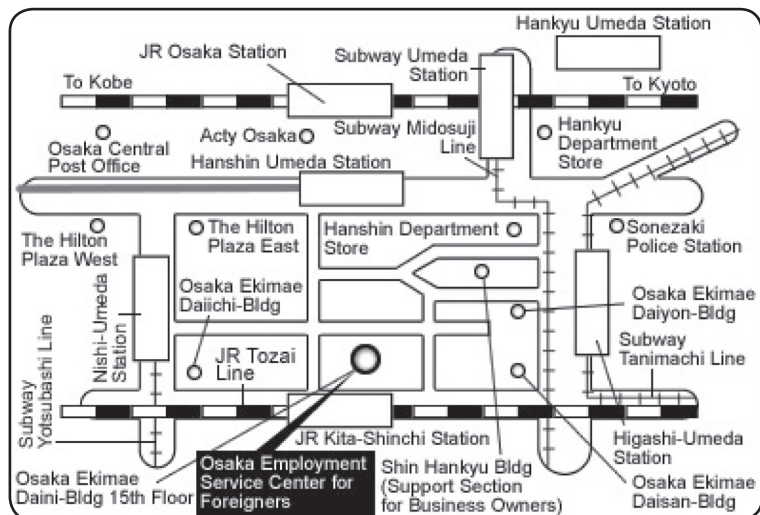 Hankyu Umeda Station
JR Osaka Station
Subway Umeda
Station
To Kobe
To Kyoto
Osaka Central
Post Office
Acty Osaka
Subway Midosuji
Line
Hankyu
Department
Store
Hanshin Umeda Station
The Hilton
Plaza West
The Hilton
Plaza East
Hanshin Department
Store
Sonezaki
Police Station
Nishi-Umeda
Station
Osaka Ekimae
Daiichi-Bldg
Osaka Ekimae
Daiyon-Bldg
Subway
Yotsubashi Line
JR Tozai
Line
Subway
Tanimachi Line
JR Kita-Shinchi Station
Higashi-Umeda
Station
Osaka Ekimae
Daini-Bldg 15th Floor
Osaka Employment
Service Center for
Foreigners
Shin Hankyu Bldg
(Support Section
for Business Owners)
Osaka Ekimae
Daisan-Bldg